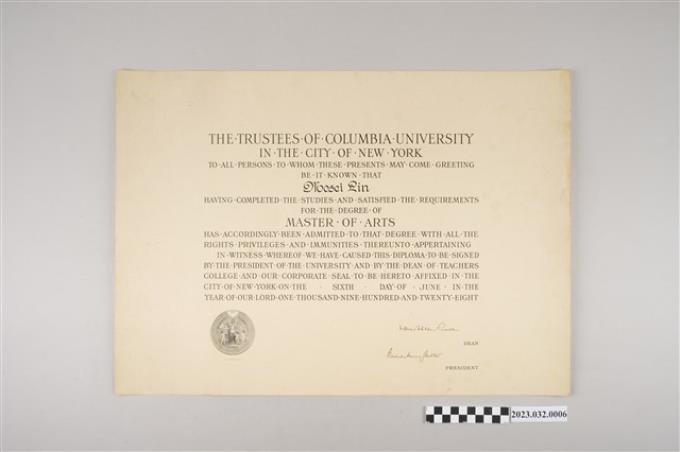 THE·TRUSTEES·OF·COLUMBIA·UNIVERSITY
IN·THE·CITY·OF·NEW·YORK
TO·ALL·PERSONS·TO·WHOM·THESE·PRESENTS·MAY·COME·GREETING
BE·IT·KNOWN·THAT
Mosei Lin
HAVING·COMPLETED·THE·STUDIES·AND·SATISFIED·THE·REQUIREMENTS
FOR·THE·DEGREE·OF
MASTER·OF·ARTS
HAS·ACCORDINGLY·BEEN·ADMITTED·TO·THAT·DEGREE·WITH·ALL·THE
RIGHTS·PRIVILEGES·AND·IMMUNITIES·THEREUNTO·APPERTAINING
IN·WITNESS·WHEREOF·WE·HAVE·CAUSED·THIS·DIPLOMA·TO·BE·SIGNED
BY·THE·PRESIDENT·OF·THE·UNIVERSITY·AND·BY·THE·DEAN·OF·TEACHERS
COLLEGE·AND·OUR·CORPORATE·SEAL·TO·BE·HERETO·AFFIXED·IN·THE
CITY·OF·NEW·YORK·ON·THE · SIXTH · DAY·OF · JUNE · IN·THE
YEAR·OF·OUR·LORD·ONE·THOUSAND·NINE·HUNDRED·AND·TWENTY·EIGHT
DEAN
PRESIDENT
2023.032.0006